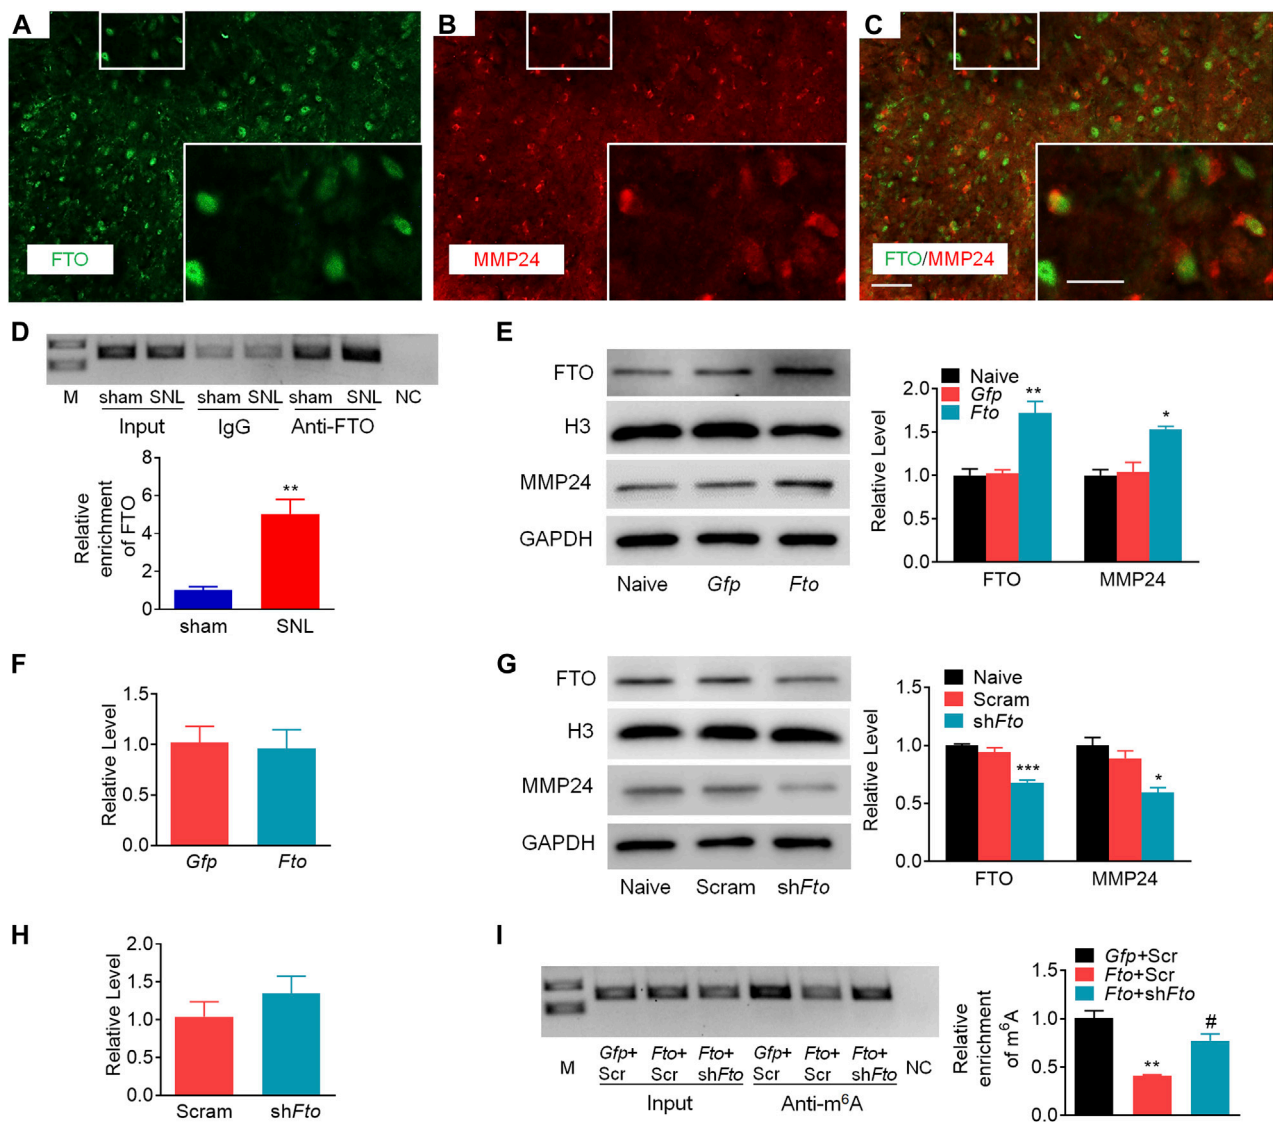 A
FTO
B
MMP24
C
FTO/MMP24
D
M
sham SNL sham SNL sham SNL NC
Input IgG Anti-FTO
Relative
enrichment
of FTO
8
6
4
2
0
**
sham SNL
E
FTO
H3
MMP24
GAPDH
Naive Gfp Fto
Relative Level
2.0
1.5
1.0
0.5
0.0
Naive
Gfp
Fto
**
*
FTO MMP24
F
Relative Level
1.5
1.0
0.5
0.0
Gfp Fto
G
FTO
H3
MMP24
GAPDH
Naive Scram shFto
Relative Level
1.5
1.0
0.5
0.0
Naive
Scram
shFto
***
*
FTO MMP24
H
Relative Level
2.0
1.5
1.0
0.5
0.0
Scram shFto
I
M
Gfp+ Fto+ Fto+ Gfp+ Fto+ Fto+
Scr Scr shFto Scr Scr shFto NC
Input Anti-m⁶A
Relative
enrichment
of m⁶A
1.5
1.0
0.5
0.0
Gfp+Scr
Fto+Scr
Fto+shFto
**
#